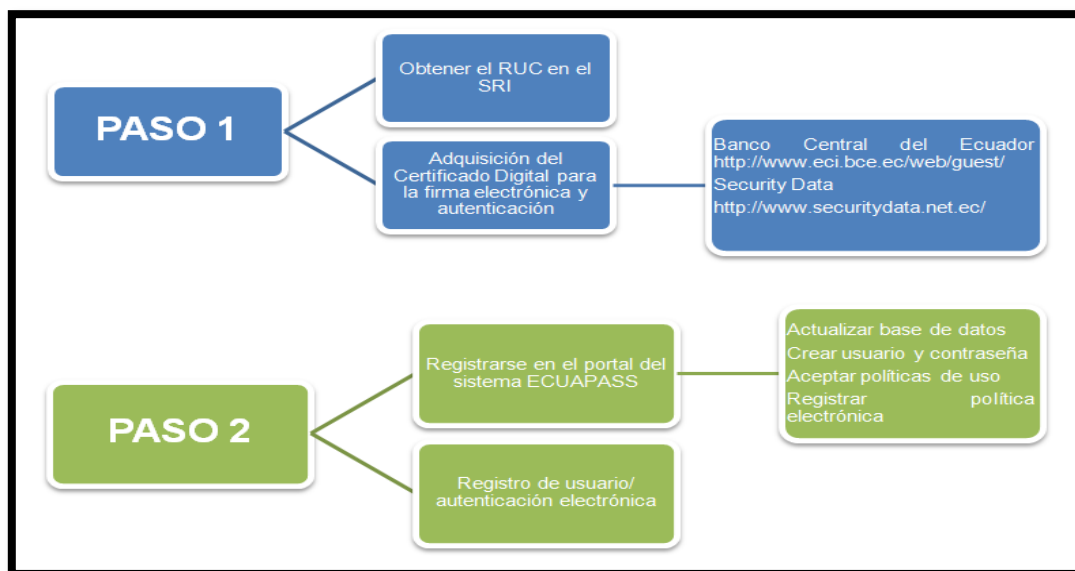 PASO 1
Obtener el RUC en el
SRI
Adquisición del
Certificado Digital para
la firma electrónica y
autenticación
Banco Central del Ecuador
http://www.eci.bce.ec/web/guest/
Security Data
http://www.securitydata.net.ec/
PASO 2
Registrarse en el portal del
sistema ECUAPASS
Actualizar base de datos
Crear usuario y contraseña
Aceptar políticas de uso
Registrar política
electrónica
Registro de usuario/
autenticación electrónica